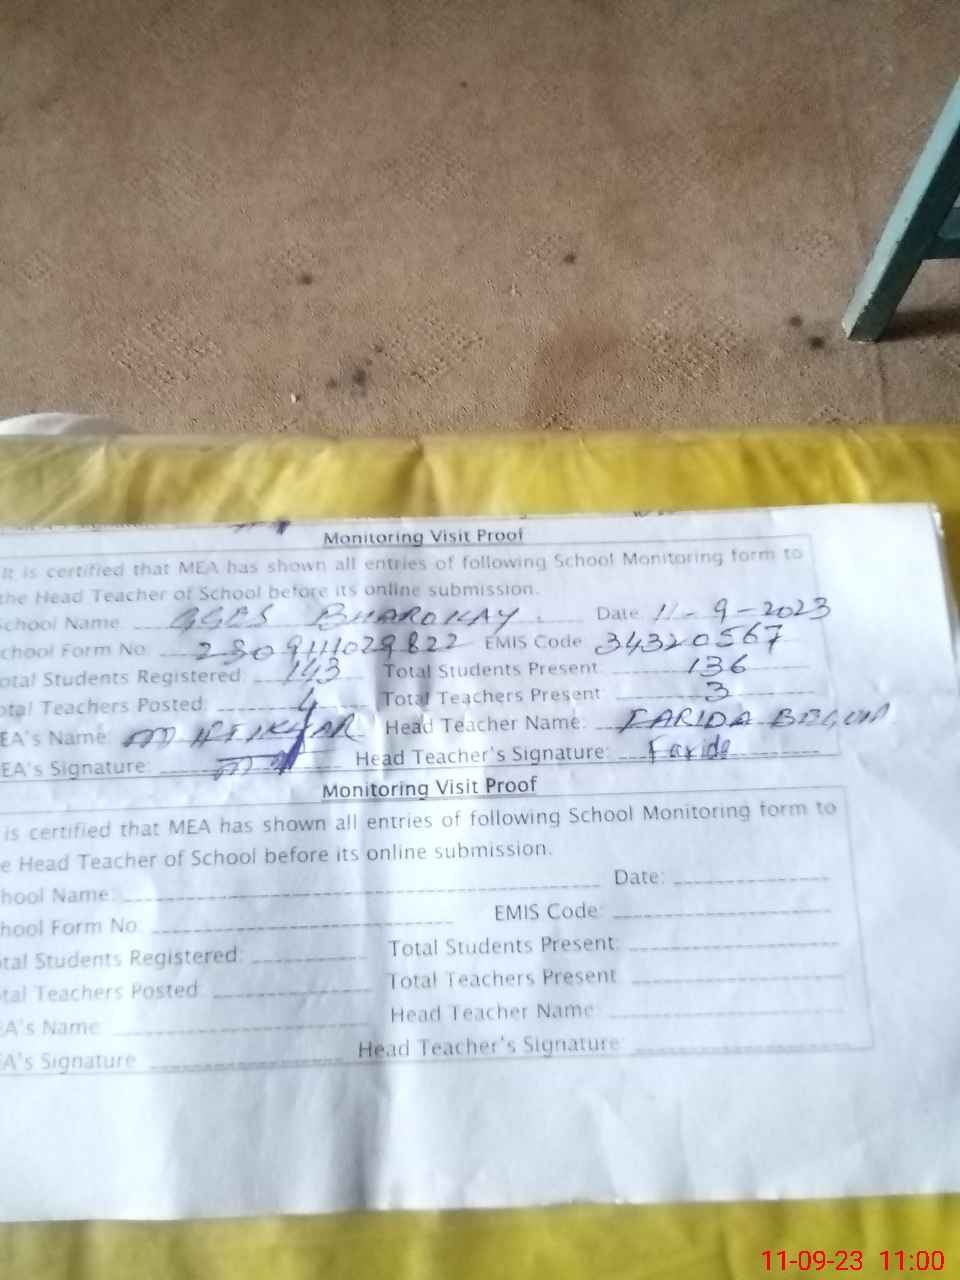 Monitoring Visit Proof
It is certified that MEA has shown all entries of following School Monitoring form to
the Head Teacher of School before its online submission.
School Name: GGES BHAROKAY Date: 11-9-2023
chool Form No: 2309111029822 EMIS Code: 34320567
otal Students Registered: 143 Total Students Present: 136
otal Teachers Posted: 4 Total Teachers Present: 3
EA's Name: M IFTIKHAR Head Teacher Name: FARIDA BEGUM
EA's Signature: Head Teacher's Signature: Farida
Monitoring Visit Proof
is certified that MEA has shown all entries of following School Monitoring form to
e Head Teacher of School before its online submission.
hool Name: Date:
hool Form No: EMIS Code:
tal Students Registered: Total Students Present:
tal Teachers Posted: Total Teachers Present:
A's Name: Head Teacher Name:
A's Signature: Head Teacher's Signature:
11-09-23 11:00